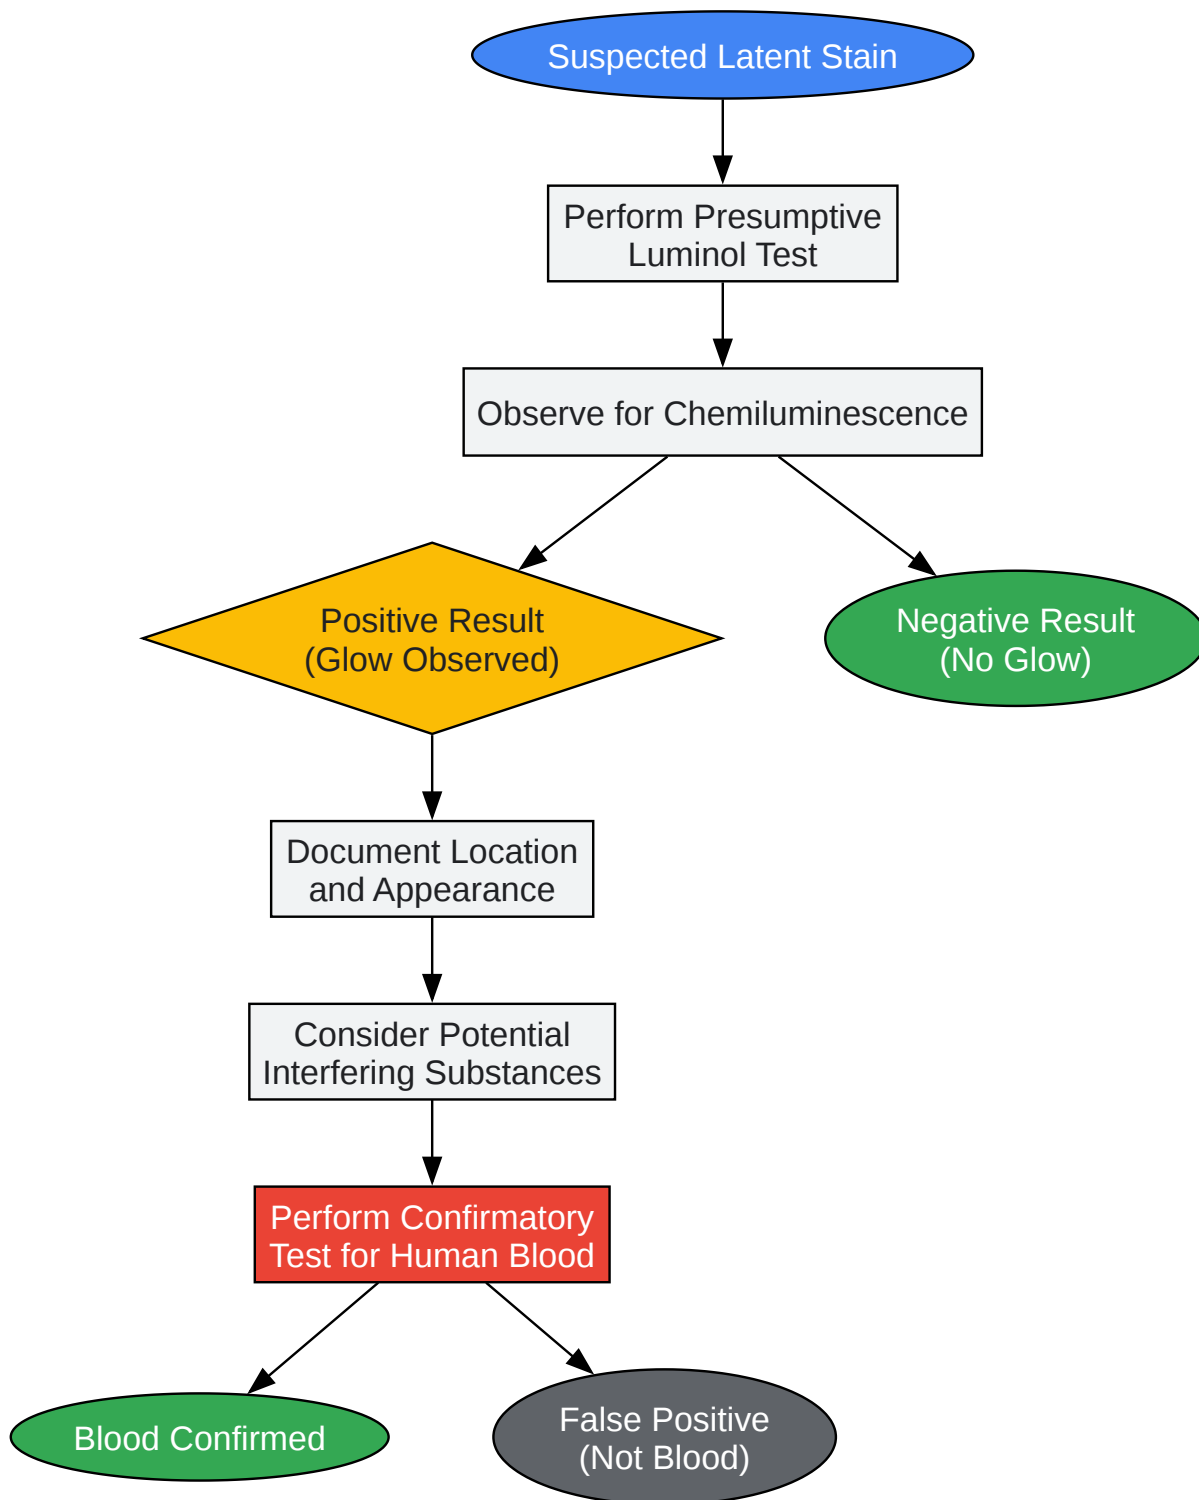 Suspected Latent Stain
Perform Presumptive
Luminol Test
Observe for Chemiluminescence
Positive Result
(Glow Observed)
Negative Result
(No Glow)
Document Location
and Appearance
Consider Potential
Interfering Substances
Perform Confirmatory
Test for Human Blood
Blood Confirmed
False Positive
(Not Blood)